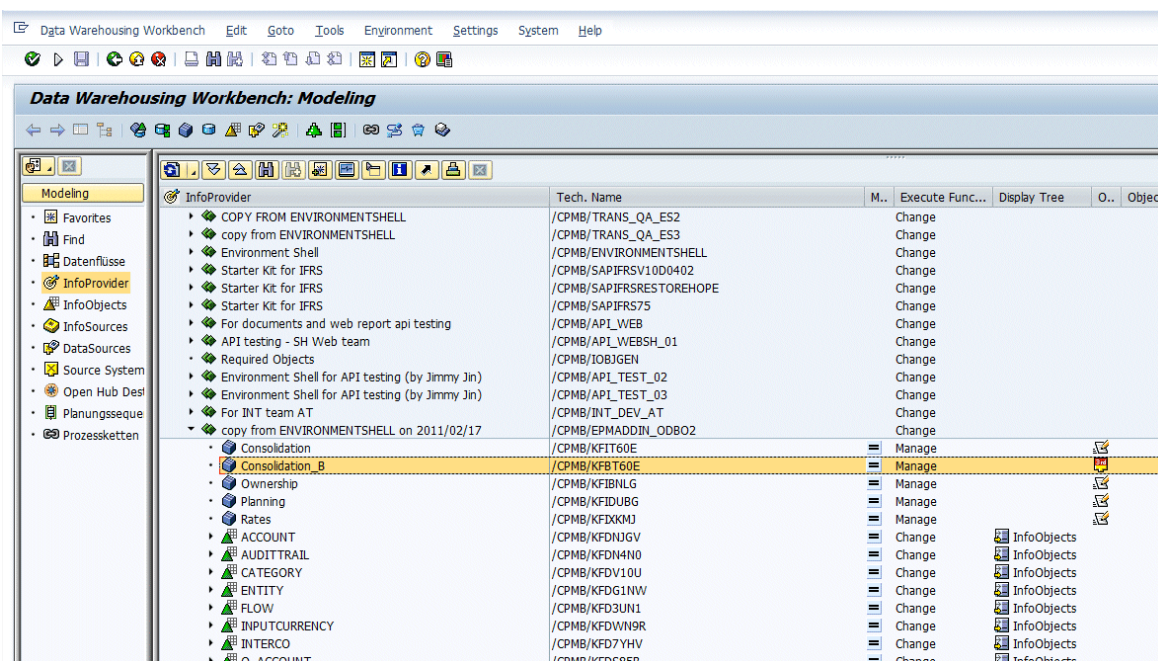 Data Warehousing Workbench Edit Goto Tools Environment Settings System Help
Data Warehousing Workbench: Modeling
Modeling
Favorites
Find
Datenflüsse
InfoProvider
InfoObjects
InfoSources
DataSources
Source System
Open Hub Dest
Planungsseque
Prozessketten
InfoProvider Tech. Name M.. Execute Func... Display Tree O.. Objec
COPY FROM ENVIRONMENTSHELL /CPMB/TRANS_QA_ES2 Change
copy from ENVIRONMENTSHELL /CPMB/TRANS_QA_ES3 Change
Environment Shell /CPMB/ENVIRONMENTSHELL Change
Starter Kit for IFRS /CPMB/SAPIFRSV10D0402 Change
Starter Kit for IFRS /CPMB/SAPIFRSRESTOREHOPE Change
Starter Kit for IFRS /CPMB/SAPIFRS75 Change
For documents and web report api testing /CPMB/API_WEB Change
API testing - SH Web team /CPMB/API_WEBSH_01 Change
Required Objects /CPMB/IOBJGEN Change
Environment Shell for API testing (by Jimmy Jin) /CPMB/API_TEST_02 Change
Environment Shell for API testing (by Jimmy Jin) /CPMB/API_TEST_03 Change
For INT team AT /CPMB/INT_DEV_AT Change
copy from ENVIRONMENTSHELL on 2011/02/17 /CPMB/EPMADDIN_ODBO2 Change
Consolidation /CPMB/KFIT60E = Manage
Consolidation_B /CPMB/KFBT60E = Manage
Ownership /CPMB/KFIBNLG = Manage
Planning /CPMB/KFIDUBG = Manage
Rates /CPMB/KFIXKMJ = Manage
ACCOUNT /CPMB/KFDNJGV = Change InfoObjects
AUDITTRAIL /CPMB/KFDN4N0 = Change InfoObjects
CATEGORY /CPMB/KFDV10U = Change InfoObjects
ENTITY /CPMB/KFDG1NW = Change InfoObjects
FLOW /CPMB/KFD3UN1 = Change InfoObjects
INPUTCURRENCY /CPMB/KFDWN9R = Change InfoObjects
INTERCO /CPMB/KFD7YHV = Change InfoObjects